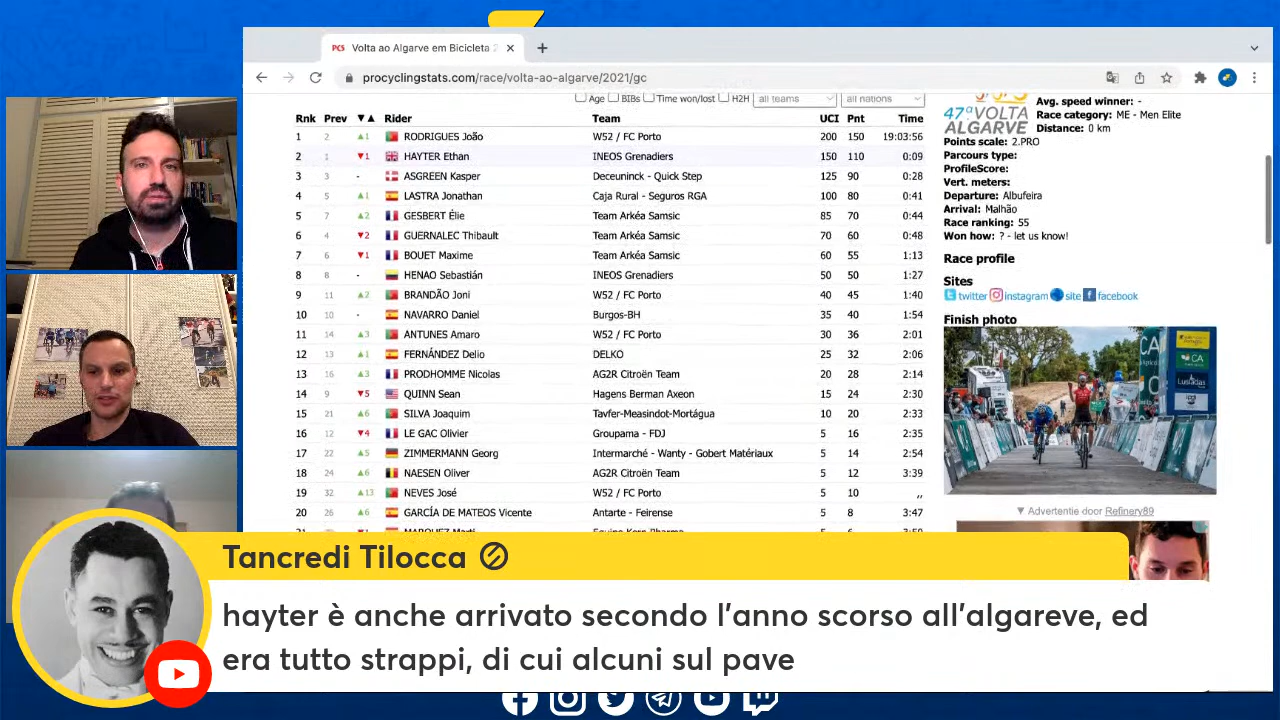 PCS Volta ao Algarve em Bicicleta 2
procyclingstats.com/race/volta-ao-algarve/2021/gc
Age BIBs Time won/lost H2H all teams all nations
Rnk Prev ▼▲ Rider Team UCI Pnt Time
1 2 ▲1 RODRIGUES João W52 / FC Porto 200 150 19:03:56
2 1 ▼1 HAYTER Ethan INEOS Grenadiers 150 110 0:09
3 3 - ASGREEN Kasper Deceuninck - Quick Step 125 90 0:28
4 5 ▲1 LASTRA Jonathan Caja Rural - Seguros RGA 100 80 0:41
5 7 ▲2 GESBERT Élie Team Arkéa Samsic 85 70 0:44
6 4 ▼2 GUERNALEC Thibault Team Arkéa Samsic 70 60 0:48
7 6 ▼1 BOUET Maxime Team Arkéa Samsic 60 55 1:13
8 8 - HENAO Sebastián INEOS Grenadiers 50 50 1:27
9 11 ▲2 BRANDÃO Joni W52 / FC Porto 40 45 1:40
10 10 - NAVARRO Daniel Burgos-BH 35 40 1:54
11 14 ▲3 ANTUNES Amaro W52 / FC Porto 30 36 2:01
12 13 ▲1 FERNÁNDEZ Delio DELKO 25 32 2:06
13 16 ▲3 PRODHOMME Nicolas AG2R Citroën Team 20 28 2:14
14 9 ▼5 QUINN Sean Hagens Berman Axeon 15 24 2:30
15 21 ▲6 SILVA Joaquim Tavfer-Measindot-Mortágua 10 20 2:33
16 12 ▼4 LE GAC Olivier Groupama - FDJ 5 16 2:35
17 22 ▲5 ZIMMERMANN Georg Intermarché - Wanty - Gobert Matériaux 5 14 2:54
18 24 ▲6 NAESEN Oliver AG2R Citroën Team 5 12 3:39
19 32 ▲13 NEVES José W52 / FC Porto 5 10 ,,
20 26 ▲6 GARCÍA DE MATEOS Vicente Antarte - Feirense 5 8 3:47
47ª VOLTA
ALGARVE
Avg. speed winner: -
Race category: ME - Men Elite
Distance: 0 km
Points scale: 2.PRO
Parcours type:
ProfileScore:
Vert. meters:
Departure: Albufeira
Arrival: Malhão
Race ranking: 55
Won how: ? - let us know!
Race profile
Sites
twitter instagram site facebook
Finish photo
CA
CA
Lusíadas
▼ Advertentie door Refinery89
Tancredi Tilocca
hayter è anche arrivato secondo l'anno scorso all'algareve, ed
era tutto strappi, di cui alcuni sul pave